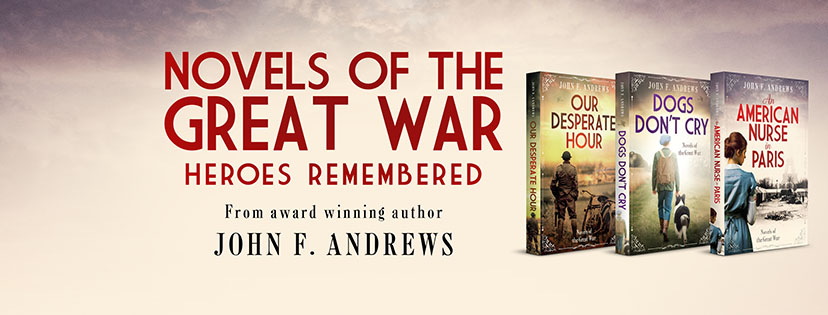 NOVELS OF THE
GREAT WAR
HEROES REMEMBERED
From award winning author
JOHN F. ANDREWS
JOHN F. ANDREWS
OUR
DESPERATE
HOUR
Novels of
the Great War
OUR DESPERATE HOUR
JOHN F. ANDREWS
DOGS
DON'T CRY
Novels of
the Great War
DOGS DON'T CRY
JOHN F. ANDREWS
An
AMERICAN
NURSE in
PARIS
Novels of
the Great War
An AMERICAN NURSE in PARIS